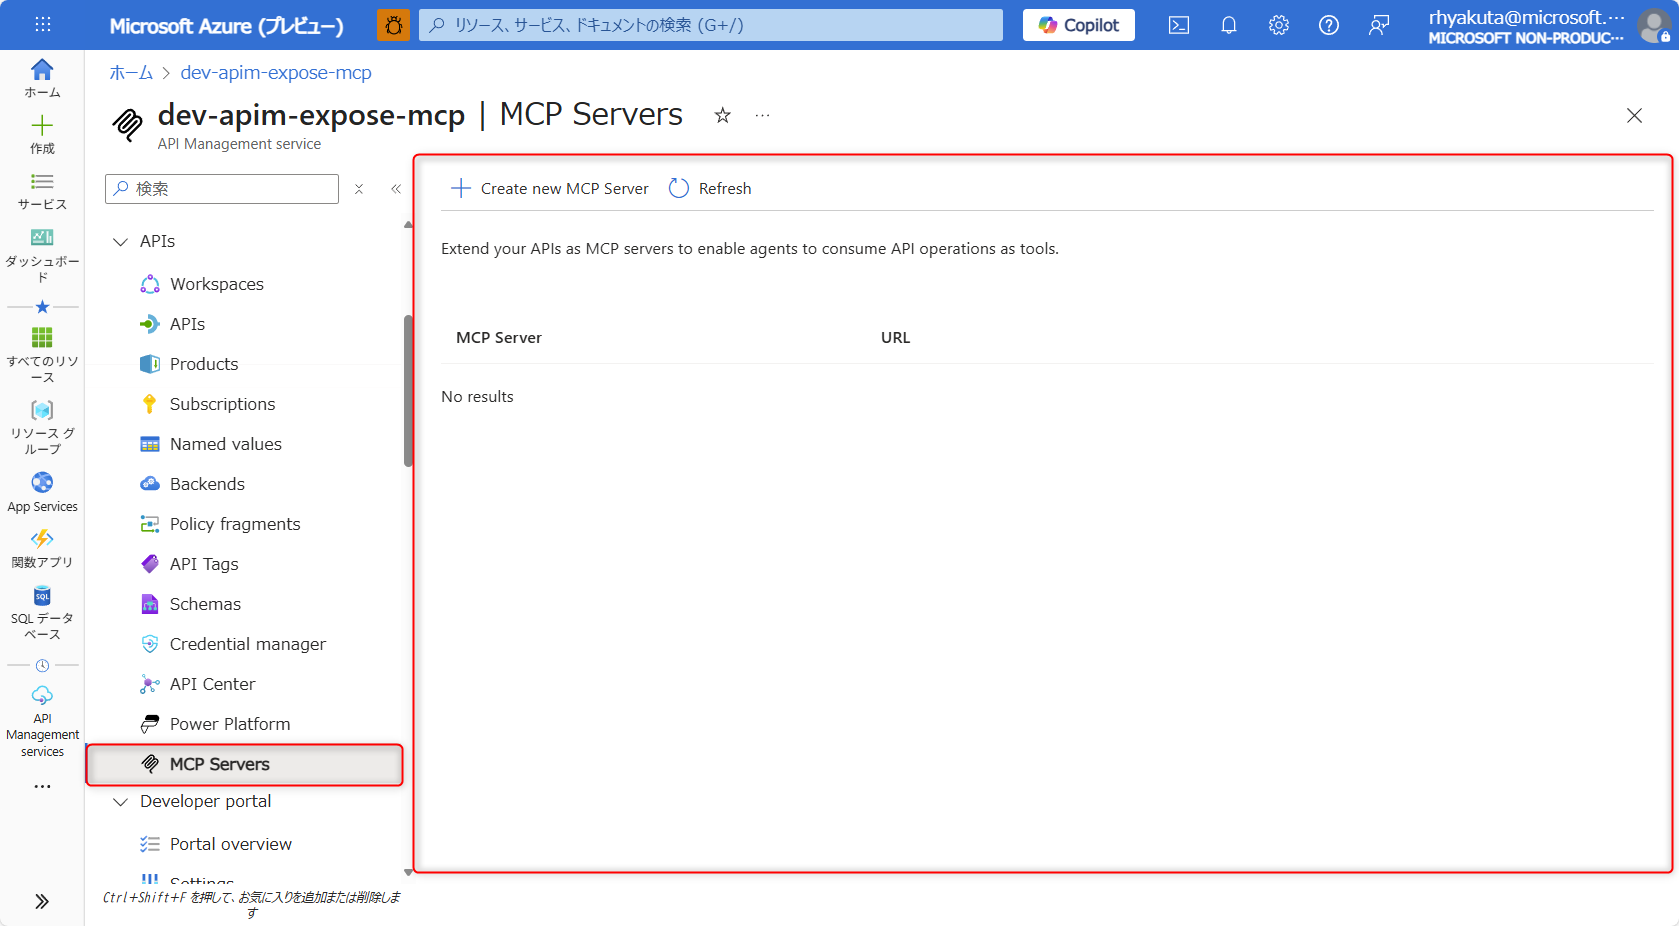 Microsoft Azure (プレビュー)
リソース、サービス、ドキュメントの検索 (G+/)
Copilot
rhyakuta@microsoft.…
MICROSOFT NON-PRODUC…
ホーム
作成
サービス
ダッシュボー
ド
すべてのリソ
ース
リソース グ
ループ
App Services
関数アプリ
SQL
SQL データ
ベース
API
Management
services
ホーム > dev-apim-expose-mcp
dev-apim-expose-mcp | MCP Servers
API Management service
検索
APIs
Workspaces
APIs
Products
Subscriptions
Named values
Backends
Policy fragments
API Tags
Schemas
Credential manager
API Center
Power Platform
MCP Servers
Developer portal
Portal overview
Settings
Ctrl+Shift+F を押して、お気に入りを追加または削除しま
す
Create new MCP Server
Refresh
Extend your APIs as MCP servers to enable agents to consume API operations as tools.
MCP Server
URL
No results